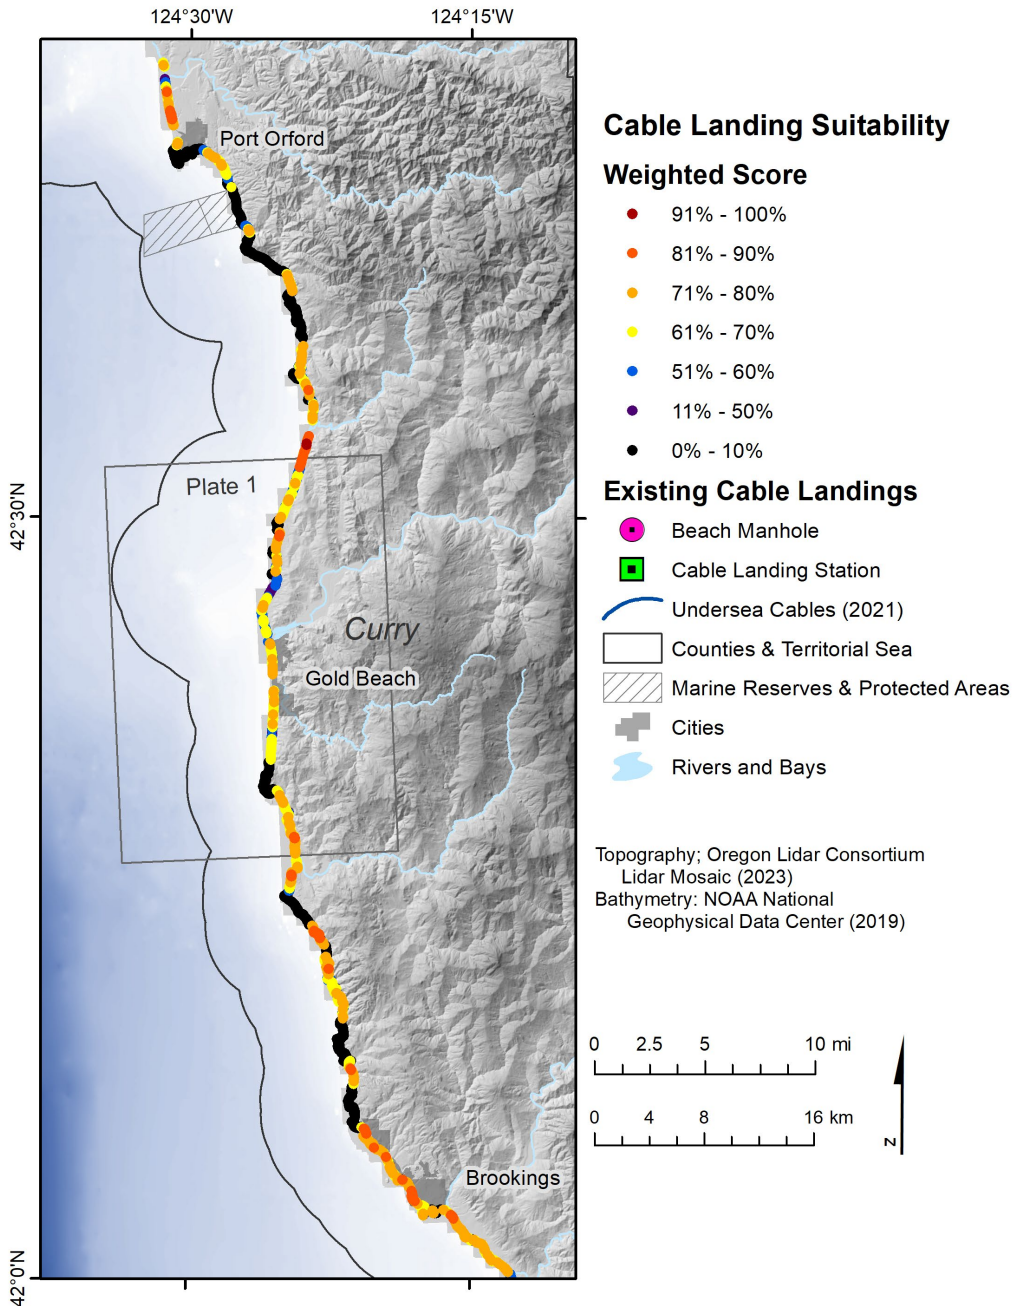 124°30'W
124°15'W
Port Orford
Plate 1
42°30'N
Curry
Gold Beach
Brookings
42°0'N
Cable Landing Suitability
Weighted Score
91% - 100%
81% - 90%
71% - 80%
61% - 70%
51% - 60%
11% - 50%
0% - 10%
Existing Cable Landings
Beach Manhole
Cable Landing Station
Undersea Cables (2021)
Counties & Territorial Sea
Marine Reserves & Protected Areas
Cities
Rivers and Bays
Topography; Oregon Lidar Consortium
Lidar Mosaic (2023)
Bathymetry: NOAA National
Geophysical Data Center (2019)
0 2.5 5 10 mi
0 4 8 16 km
N